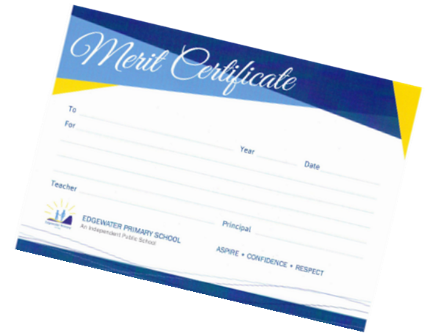 Merit Certificate
To
For
Year Date
Teacher
Principal
EDGEWATER PRIMARY SCHOOL
An Independent Public School
ASPIRE • CONFIDENCE • RESPECT